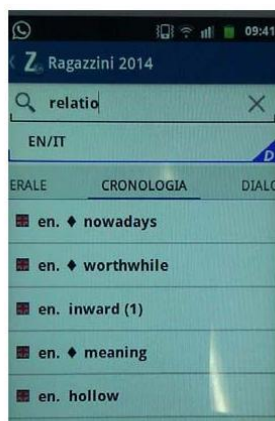 09:41
Z Ragazzini 2014
relatio
EN/IT
D
ERALE CRONOLOGIA DIALO
en. ♦ nowadays
en. ♦ worthwhile
en. inward (1)
en. ♦ meaning
en. hollow